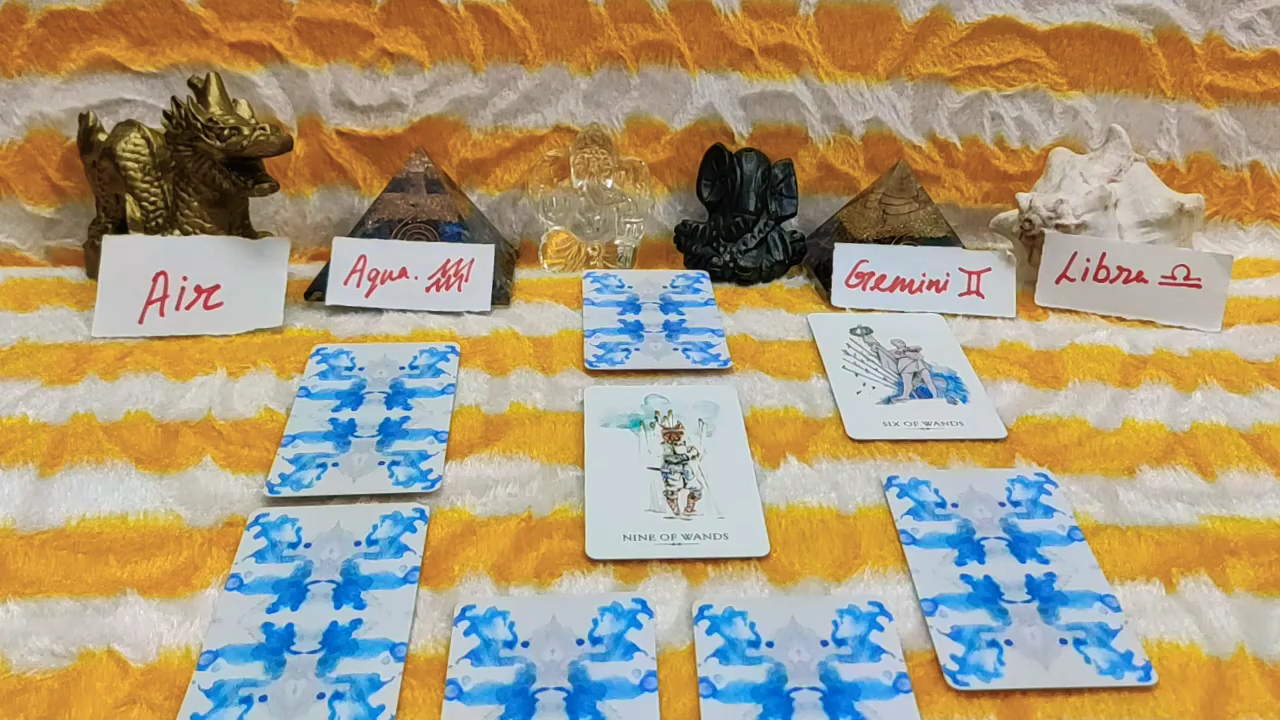 Air
Aqua. ♒
Gemini ♊
Libra ♎
SIX OF WANDS
NINE OF WANDS